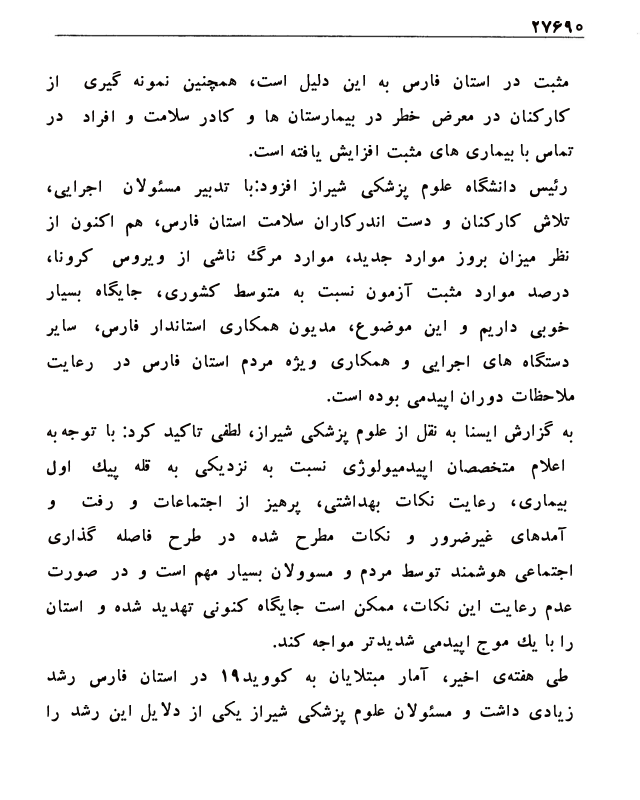 ۲۷۶۹۰
مثبت در استان فارس به این دلیل است، همچنین نمونه گیری از
کارکنان در معرض خطر در بیمارستان ها و کادر سلامت و افراد در
تماس با بیماری های مثبت افزایش یافته است.
رئیس دانشگاه علوم پزشکی شیراز افزود:با تدبیر مسئولان اجرایی،
تلاش کارکنان و دست اندرکاران سلامت استان فارس، هم اکنون از
نظر میزان بروز موارد جدید، موارد مرگ ناشی از ویروس کرونا،
درصد موارد مثبت آزمون نسبت به متوسط کشوری، جایگاه بسیار
خوبی داریم و این موضوع، مدیون همکاری استاندار فارس، سایر
دستگاه های اجرایی و همکاری ویژه مردم استان فارس در رعایت
ملاحظات دوران اپیدمی بوده است.
به گزارش ایسنا به نقل از علوم پزشکی شیراز، لطفی تاکید کرد: با توجه به
اعلام متخصصان اپیدمیولوژی نسبت به نزدیکی به قله پیک اول
بیماری، رعایت نکات بهداشتی، پرهیز از اجتماعات و رفت و
آمدهای غیرضرور و نکات مطرح شده در طرح فاصله گذاری
اجتماعی هوشمند توسط مردم و مسوولان بسیار مهم است و در صورت
عدم رعایت این نکات، ممکن است جایگاه کنونی تهدید شده و استان
را با یک موج اپیدمی شدیدتر مواجه کند.
طی هفته‌ی اخیر، آمار مبتلایان به کووید۱۹ در استان فارس رشد
زیادی داشت و مسئولان علوم پزشکی شیراز یکی از دلایل این رشد را